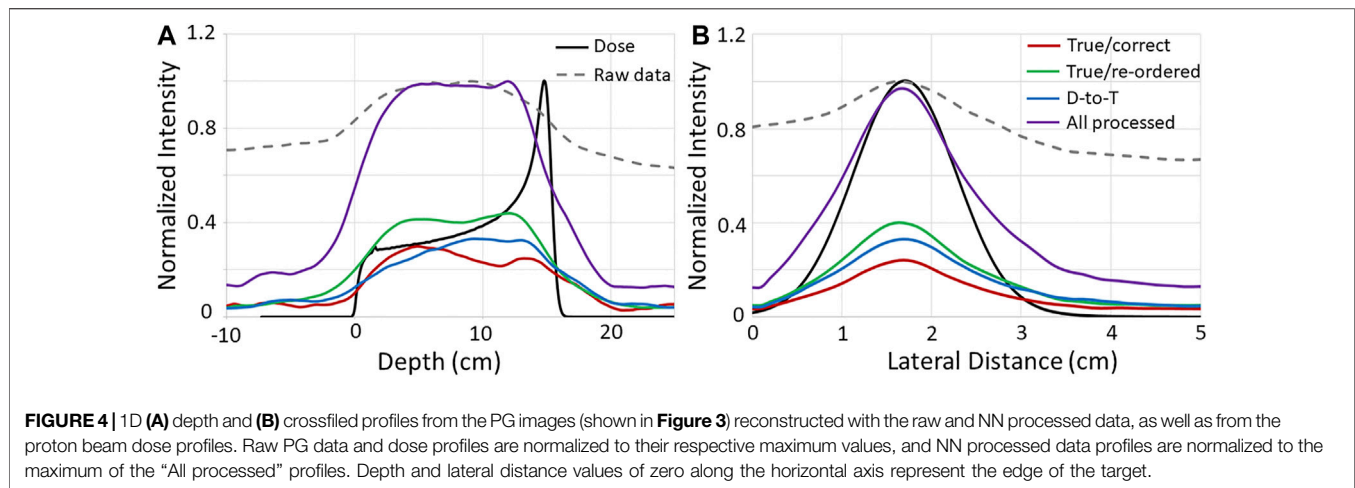 A
Normalized Intensity
1.2
0.8
0.4
0
-10
0
10
20
Depth (cm)
Dose
Raw data
B
Normalized Intensity
1.2
0.8
0.4
0
0
1
2
3
4
5
Lateral Distance (cm)
True/correct
True/re-ordered
D-to-T
All processed
FIGURE 4 | 1D (A) depth and (B) crossfiled profiles from the PG images (shown in Figure 3) reconstructed with the raw and NN processed data, as well as from the
proton beam dose profiles. Raw PG data and dose profiles are normalized to their respective maximum values, and NN processed data profiles are normalized to the
maximum of the “All processed” profiles. Depth and lateral distance values of zero along the horizontal axis represent the edge of the target.